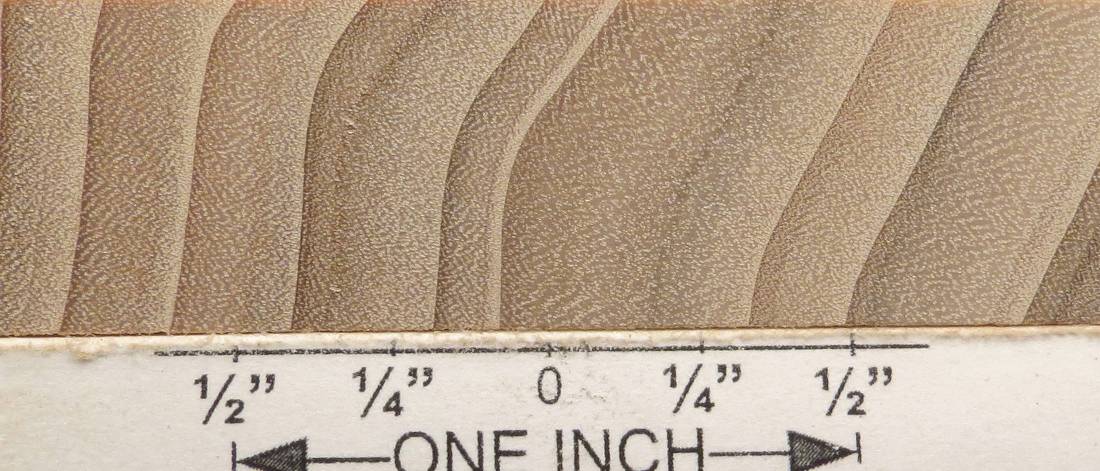 ½” ¼” 0 ¼” ½”
ONE INCH